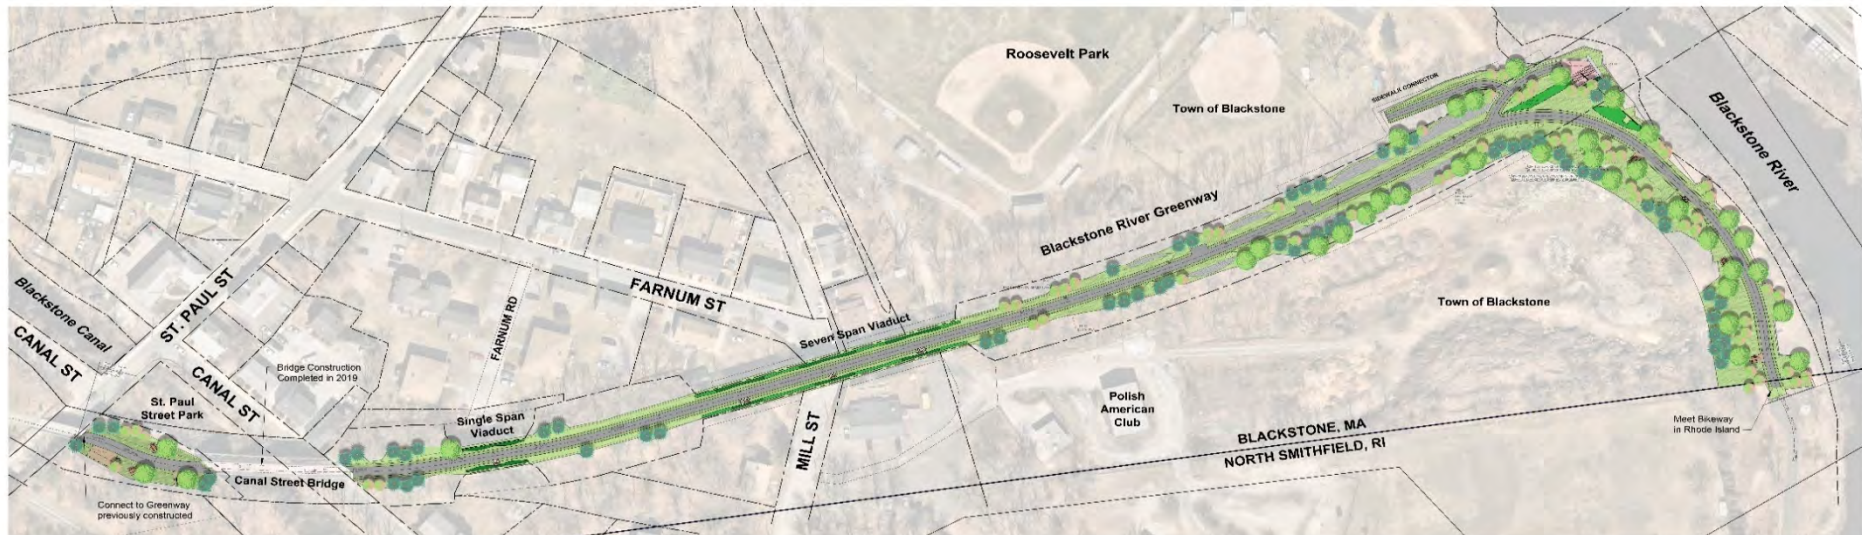 Roosevelt Park
Town of Blackstone
SIDEWALK CONNECTOR
Blackstone River
Blackstone River Greenway
FARNUM ST
FARNUM RD
Seven Span Viaduct
ST. PAUL ST
Blackstone Canal
CANAL ST
CANAL ST
Bridge Construction
Completed in 2019
St. Paul
Street Park
Single Span
Viaduct
MILL ST
Polish
American
Club
Town of Blackstone
BLACKSTONE, MA
NORTH SMITHFIELD, RI
Meet Bikeway
in Rhode Island
Canal Street Bridge
Connect to Greenway
previously constructed